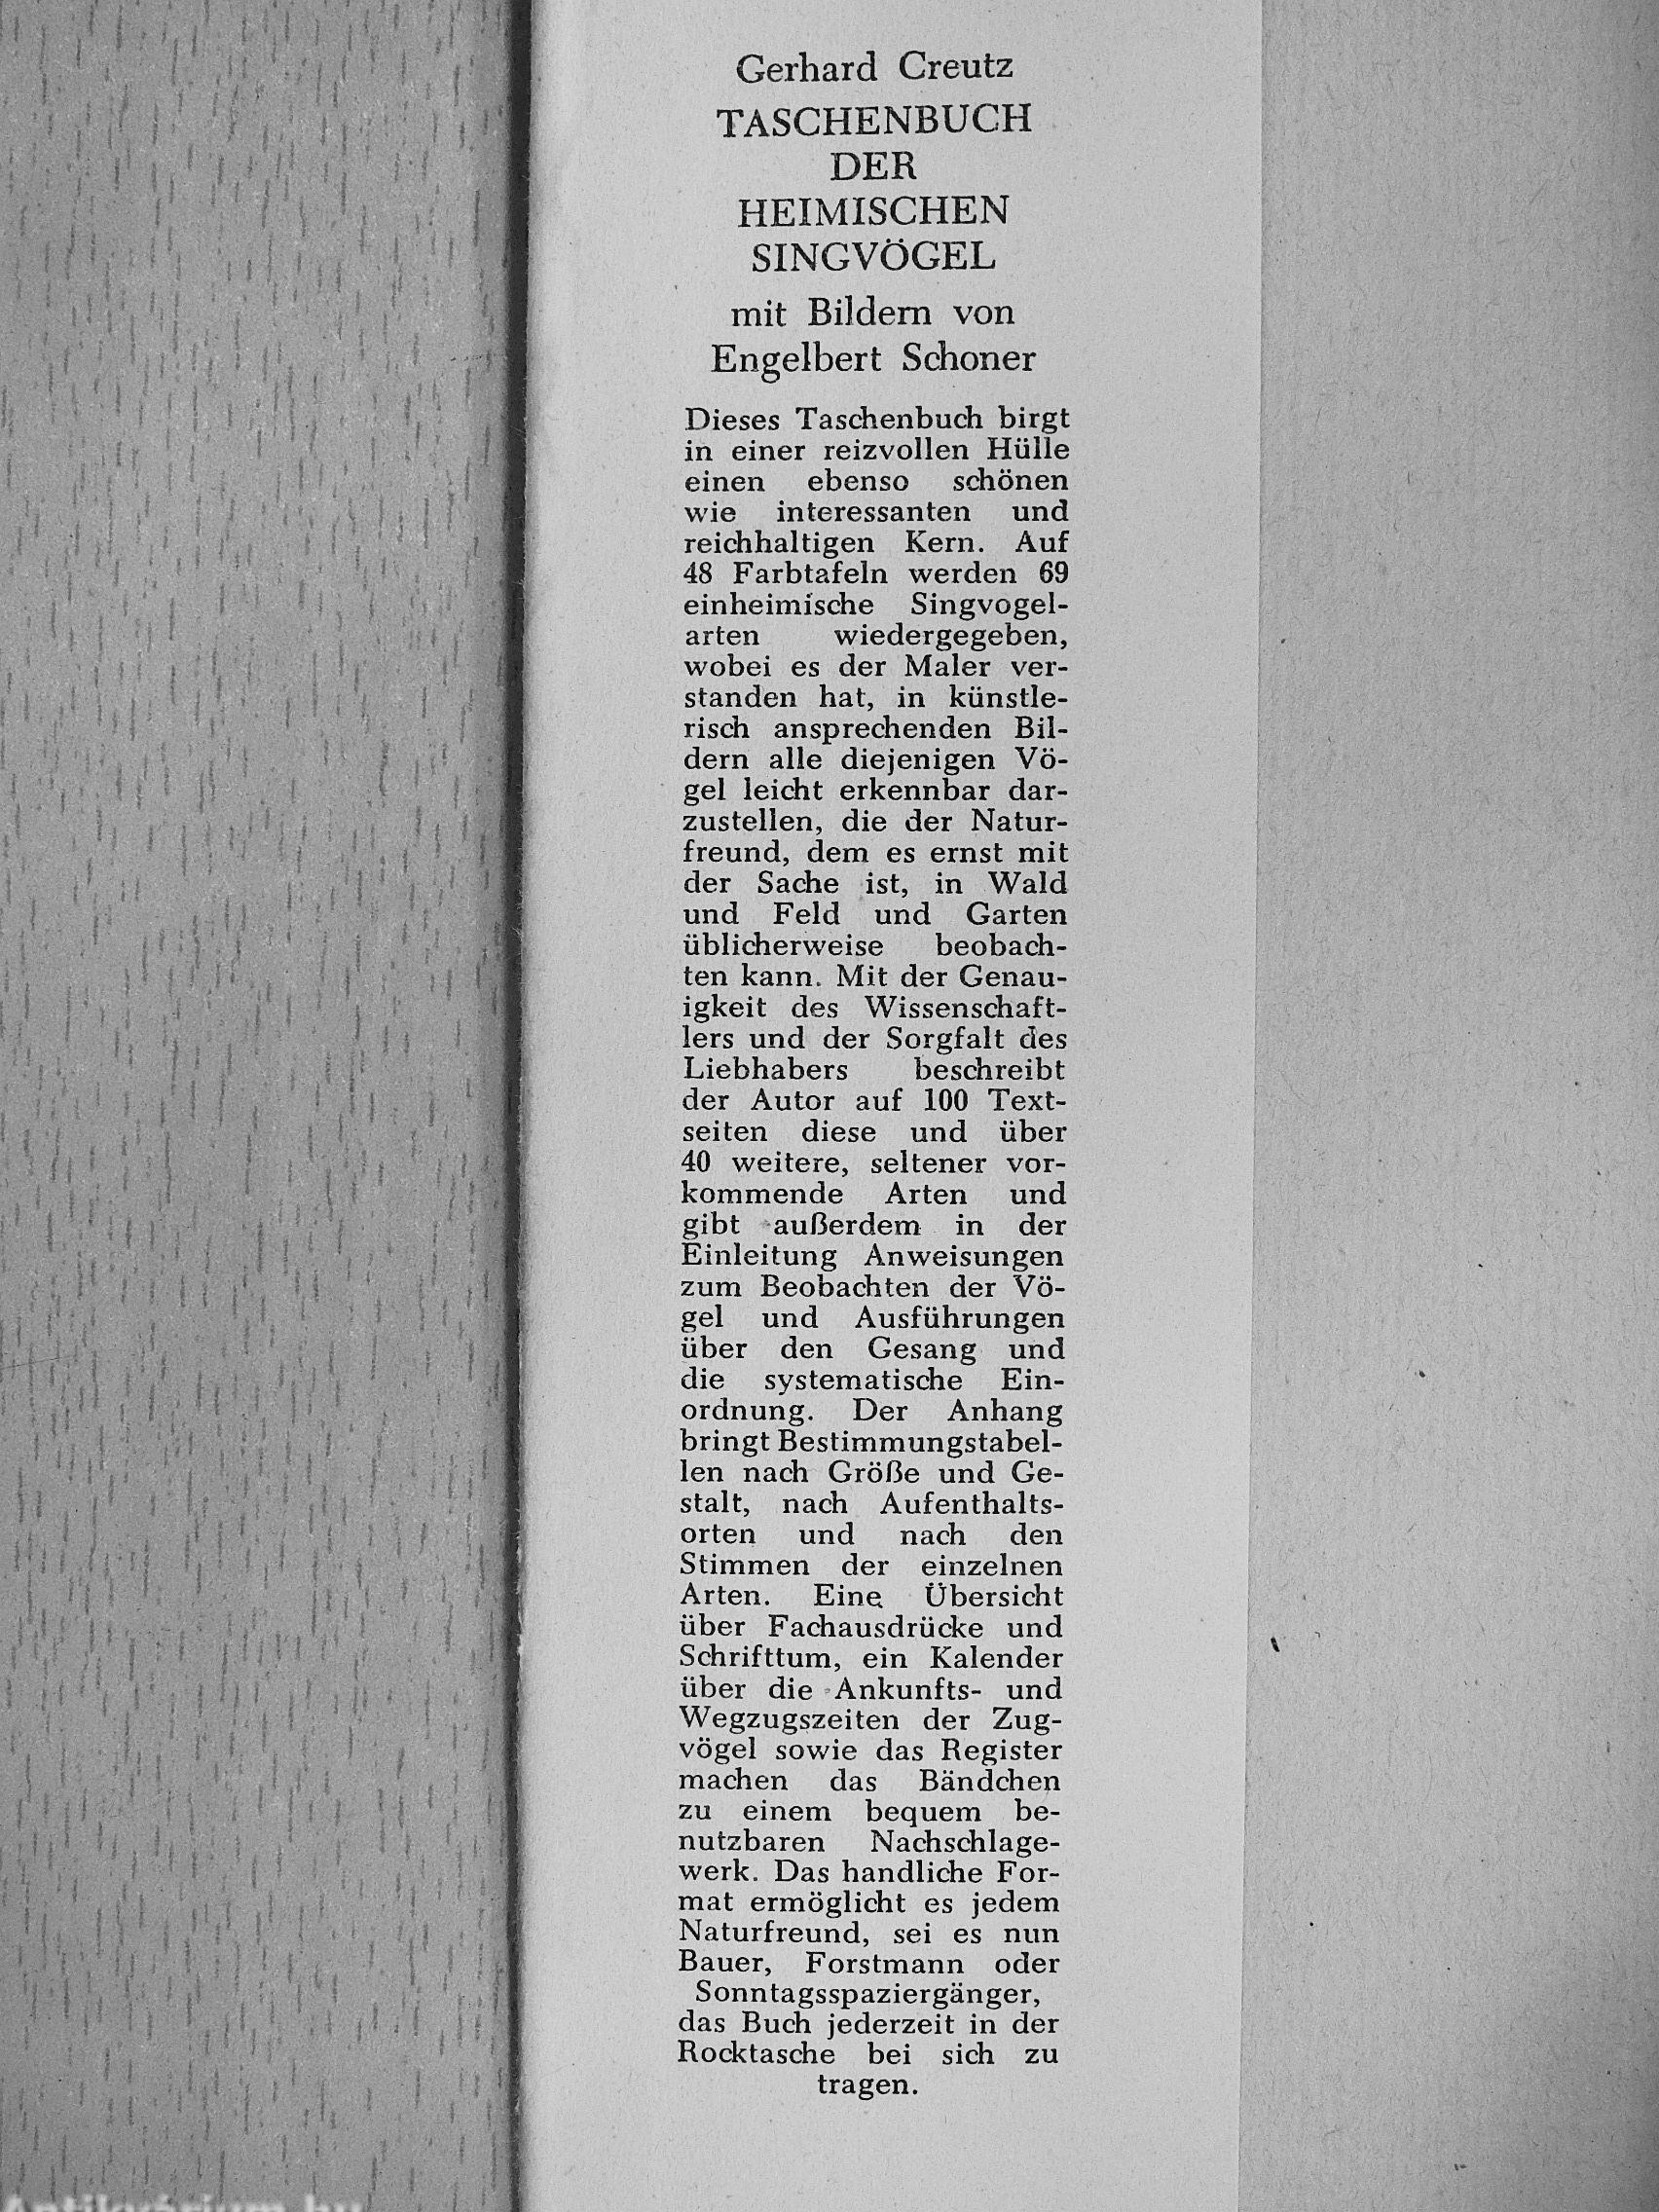 Gerhard Creutz
TASCHENBUCH
DER
HEIMISCHEN
SINGVÖGEL
mit Bildern von
Engelbert Schoner
Dieses Taschenbuch birgt
in einer reizvollen Hülle
einen ebenso schönen
wie interessanten und
reichhaltigen Kern. Auf
48 Farbtafeln werden 69
einheimische Singvogel-
arten wiedergegeben,
wobei es der Maler ver-
standen hat, in künstle-
risch ansprechenden Bil-
dern alle diejenigen Vö-
gel leicht erkennbar dar-
zustellen, die der Natur-
freund, dem es ernst mit
der Sache ist, in Wald
und Feld und Garten
üblicherweise beobach-
ten kann. Mit der Genau-
igkeit des Wissenschaft-
lers und der Sorgfalt des
Liebhabers beschreibt
der Autor auf 100 Text-
seiten diese und über
40 weitere, seltener vor-
kommende Arten und
gibt außerdem in der
Einleitung Anweisungen
zum Beobachten der Vö-
gel und Ausführungen
über den Gesang und
die systematische Ein-
ordnung. Der Anhang
bringt Bestimmungstabel-
len nach Größe und Ge-
stalt, nach Aufenthalts-
orten und nach den
Stimmen der einzelnen
Arten. Eine Übersicht
über Fachausdrücke und
Schrifttum, ein Kalender
über die Ankunfts- und
Wegzugszeiten der Zug-
vögel sowie das Register
machen das Bändchen
zu einem bequem be-
nutzbaren Nachschlage-
werk. Das handliche For-
mat ermöglicht es jedem
Naturfreund, sei es nun
Bauer, Forstmann oder
Sonntagsspaziergänger,
das Buch jederzeit in der
Rocktasche bei sich zu
tragen.
Antikvárium.hu